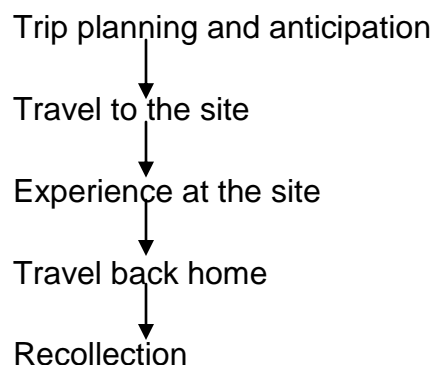 Trip planning and anticipation
Travel to the site
Experience at the site
Travel back home
Recollection